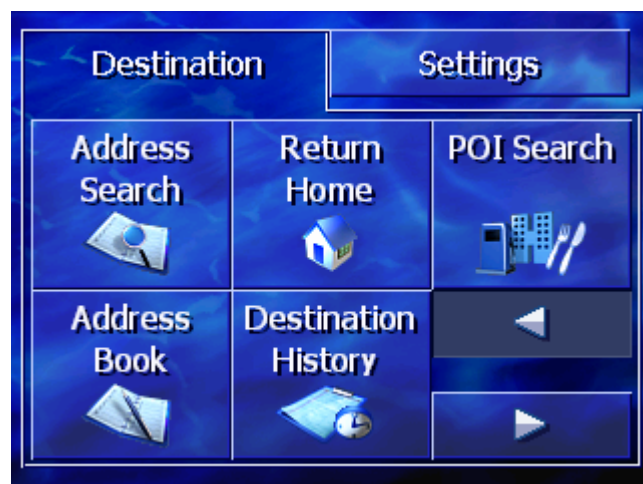 Destination
Settings
Address
Search
Return
Home
POI Search
Address
Book
Destination
History